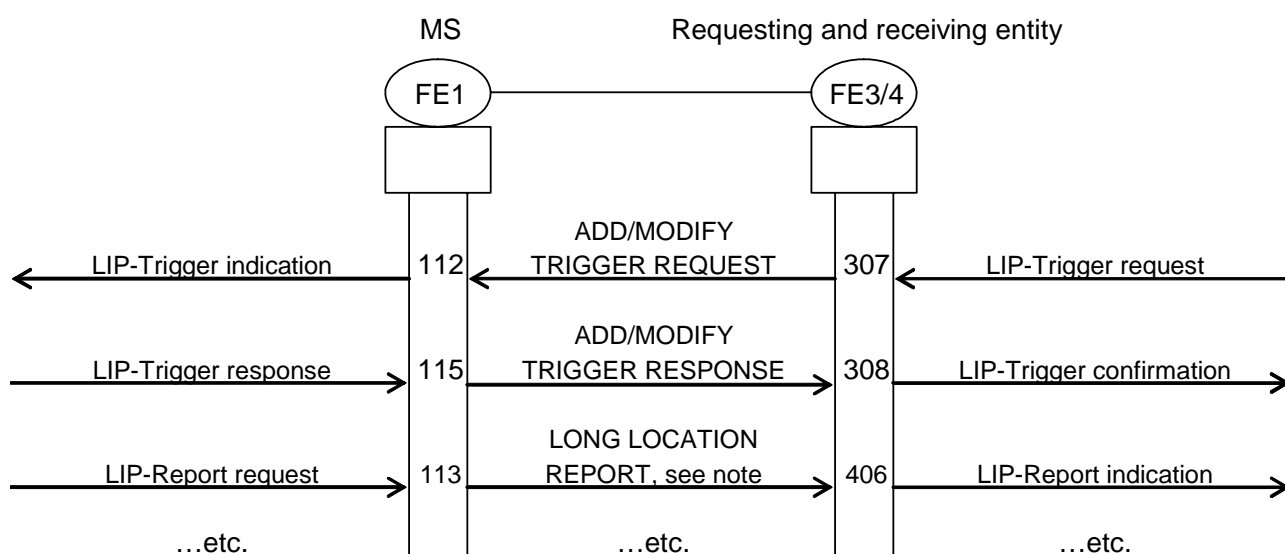 MS
Requesting and receiving entity
FE1
FE3/4
ADD/MODIFY
LIP-Trigger indication
112
TRIGGER REQUEST
307
LIP-Trigger request
ADD/MODIFY
LIP-Trigger response
115
TRIGGER RESPONSE
308
LIP-Trigger confirmation
LONG LOCATION
LIP-Report request
113
REPORT, see note
406
LIP-Report indication
…etc.
…etc.
…etc.